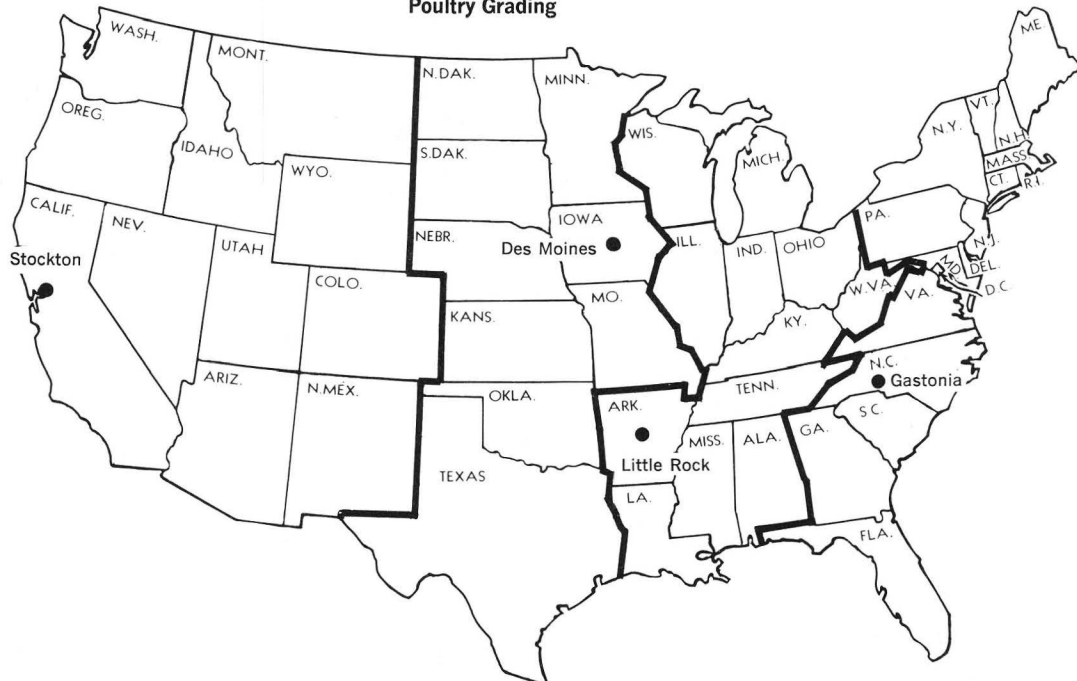 Poultry Grading
WASH.
MONT.
N.DAK.
MINN.
ME.
OREG.
IDAHO
WYO.
S.DAK.
WIS.
MICH.
N.Y.
VT.
N.H.
MASS.
CT.
R.I.
CALIF.
NEV.
UTAH
COLO.
NEBR.
IOWA
Des Moines
ILL.
IND.
OHIO
PA.
N.J.
MD.
DEL.
D.C.
Stockton
KANS.
MO.
KY.
W.VA.
VA.
ARIZ.
N.MEX.
OKLA.
ARK.
TENN.
N.C.
Gastonia
S.C.
TEXAS
Little Rock
MISS.
ALA.
GA.
LA.
FLA.